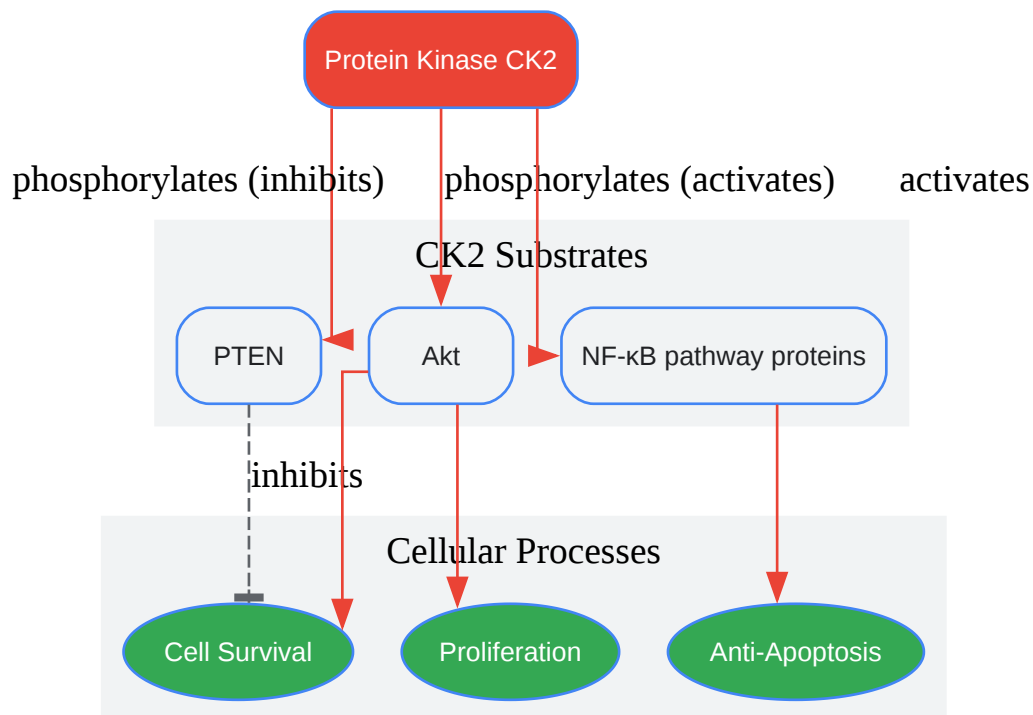 Protein Kinase CK2
phosphorylates (inhibits)
phosphorylates (activates)
activates
CK2 Substrates
PTEN
Akt
NF-κB pathway proteins
inhibits
Cellular Processes
Cell Survival
Proliferation
Anti-Apoptosis